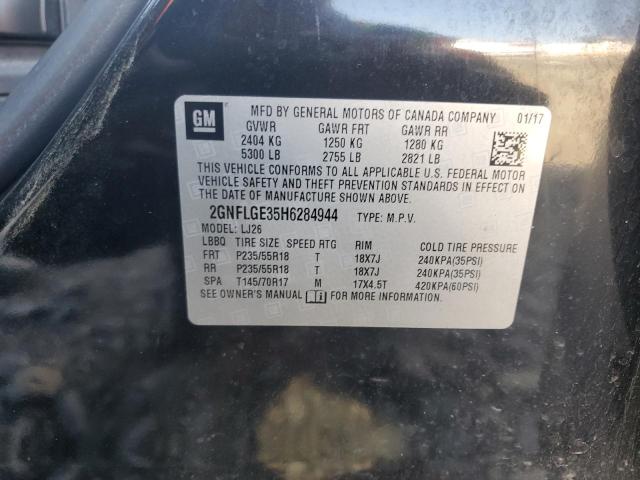 GM
MFD BY GENERAL MOTORS OF CANADA COMPANY 01/17
GVWR GAWR FRT GAWR RR
2404 KG 1250 KG 1280 KG
5300 LB 2755 LB 2821 LB
THIS VEHICLE CONFORMS TO ALL APPLICABLE U.S. FEDERAL MOTOR
VEHICLE SAFETY AND THEFT PREVENTION STANDARDS IN EFFECT ON
THE DATE OF MANUFACTURE SHOWN ABOVE.
2GNFLGE35H6284944 TYPE: M.P.V.
MODEL: LJ26
LBBQ TIRE SIZE SPEED RTG RIM COLD TIRE PRESSURE
FRT P235/55R18 T 18X7J 240KPA(35PSI)
RR P235/55R18 T 18X7J 240KPA(35PSI)
SPA T145/70R17 M 17X4.5T 420KPA(60PSI)
SEE OWNER'S MANUAL FOR MORE INFORMATION.